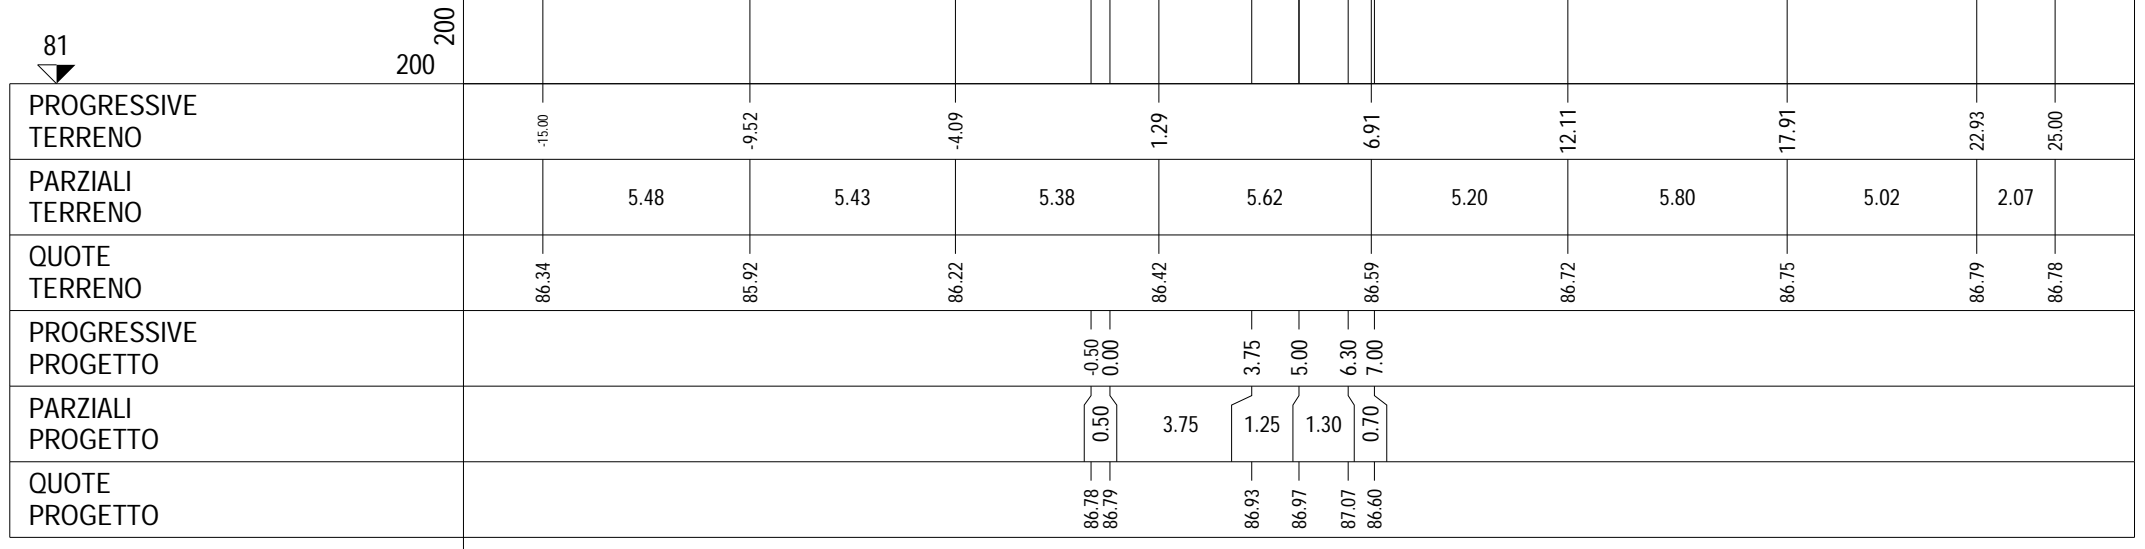 81
200
200
PROGRESSIVE
TERRENO
-15.00 -9.52 -4.09 1.29 6.91 12.11 17.91 22.93 25.00
PARZIALI
TERRENO
5.48 5.43 5.38 5.62 5.20 5.80 5.02 2.07
QUOTE
TERRENO
86.34 85.92 86.22 86.42 86.59 86.72 86.75 86.79 86.78
PROGRESSIVE
PROGETTO
-0.50 0.00 3.75 5.00 6.30 7.00
PARZIALI
PROGETTO
0.50 3.75 1.25 1.30 0.70
QUOTE
PROGETTO
86.78 86.79 86.93 86.97 87.07 86.60